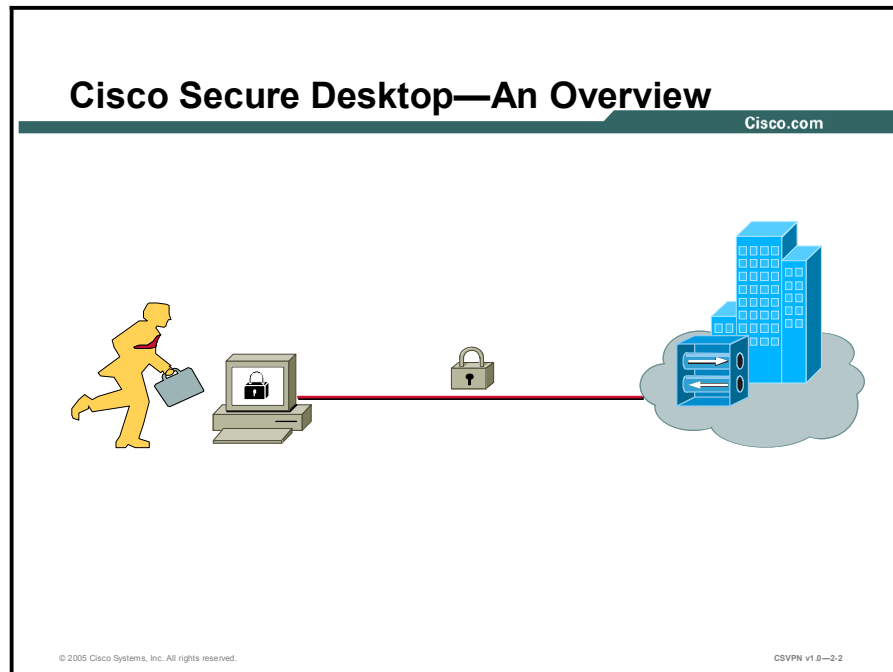 Cisco Secure Desktop—An Overview
Cisco.com
© 2005 Cisco Systems, Inc. All rights reserved.
CSVPN v1.0—2-2